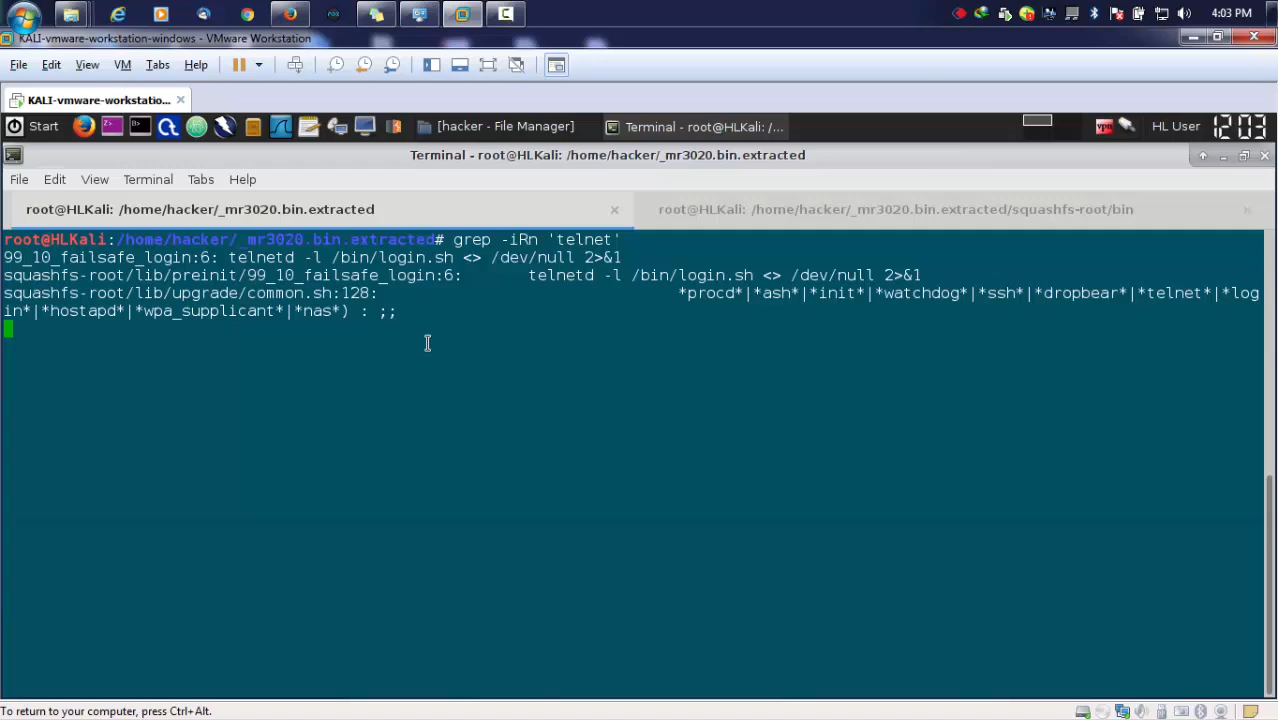 4:03 PM
KALI-vmware-workstation-windows - VMware Workstation
File Edit View VM Tabs Help
KALI-vmware-workstatio...
Start [hacker - File Manager] Terminal - root@HLKali: /... HL User 12:03
Terminal - root@HLKali: /home/hacker/_mr3020.bin.extracted
File Edit View Terminal Tabs Help
root@HLKali: /home/hacker/_mr3020.bin.extracted root@HLKali: /home/hacker/_mr3020.bin.extracted/squashfs-root/bin
root@HLKali:/home/hacker/_mr3020.bin.extracted# grep -iRn 'telnet'
99_10_failsafe_login:6: telnetd -l /bin/login.sh <> /dev/null 2>&1
squashfs-root/lib/preinit/99_10_failsafe_login:6: telnetd -l /bin/login.sh <> /dev/null 2>&1
squashfs-root/lib/upgrade/common.sh:128: *procd*|*ash*|*init*|*watchdog*|*ssh*|*dropbear*|*telnet*|*log
in*|*hostapd*|*wpa_supplicant*|*nas*) : ;;
To return to your computer, press Ctrl+Alt.